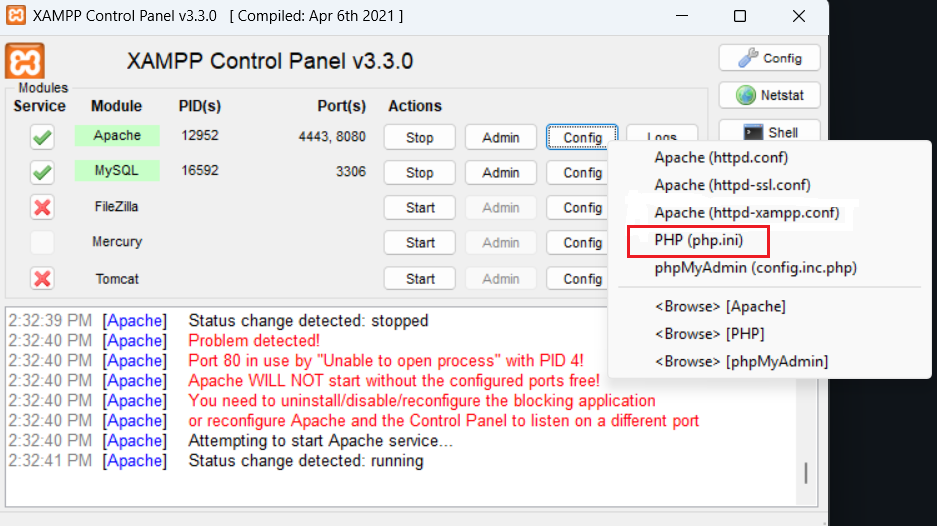 XAMPP Control Panel v3.3.0 [ Compiled: Apr 6th 2021 ]
XAMPP Control Panel v3.3.0
Config
Modules
Service Module PID(s) Port(s) Actions
Netstat
Apache 12952 4443, 8080 Stop Admin Config Logs
Shell
MySQL 16592 3306 Stop Admin Config
FileZilla Start Admin Config
Mercury Start Admin Config
Tomcat Start Admin Config
Apache (httpd.conf)
Apache (httpd-ssl.conf)
Apache (httpd-xampp.conf)
PHP (php.ini)
phpMyAdmin (config.inc.php)
<Browse> [Apache]
<Browse> [PHP]
<Browse> [phpMyAdmin]
2:32:39 PM [Apache] Status change detected: stopped
2:32:40 PM [Apache] Problem detected!
2:32:40 PM [Apache] Port 80 in use by "Unable to open process" with PID 4!
2:32:40 PM [Apache] Apache WILL NOT start without the configured ports free!
2:32:40 PM [Apache] You need to uninstall/disable/reconfigure the blocking application
2:32:40 PM [Apache] or reconfigure Apache and the Control Panel to listen on a different port
2:32:40 PM [Apache] Attempting to start Apache service...
2:32:41 PM [Apache] Status change detected: running